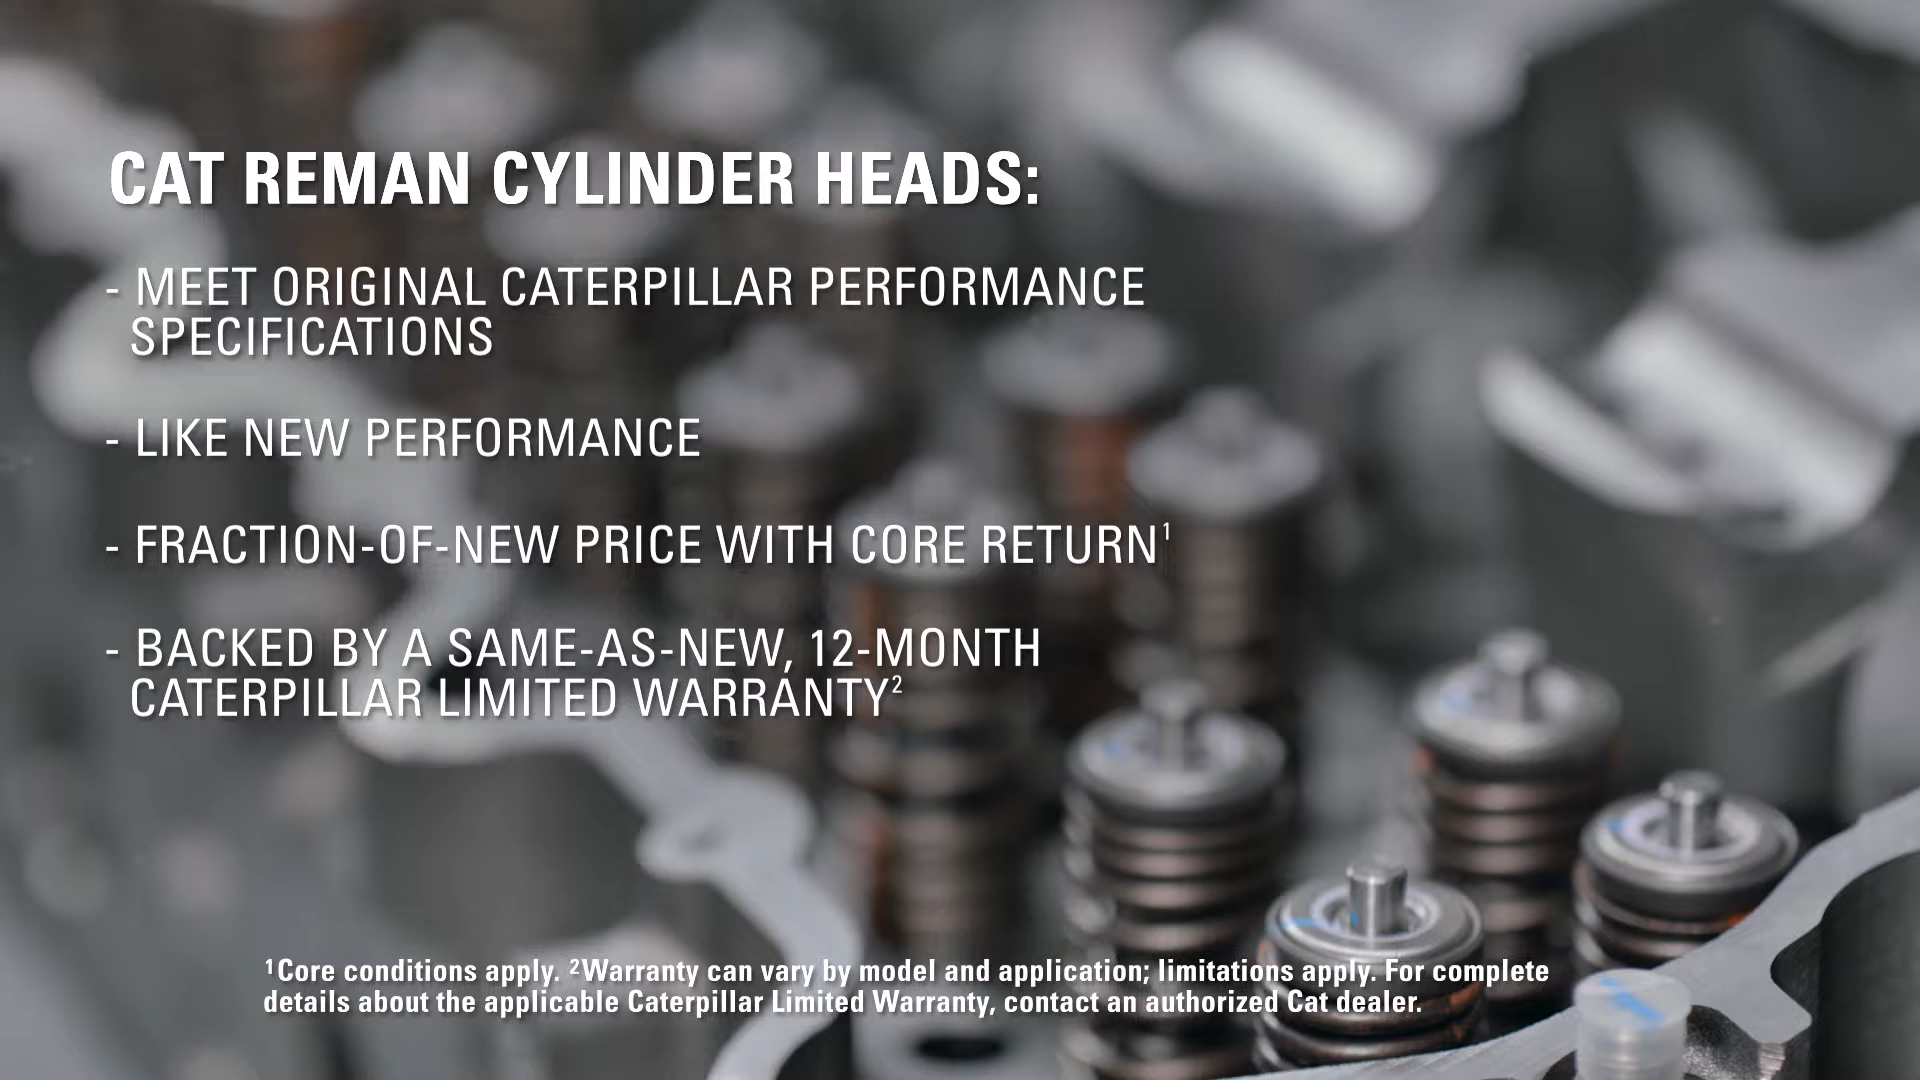 CAT REMAN CYLINDER HEADS:
- MEET ORIGINAL CATERPILLAR PERFORMANCE
SPECIFICATIONS
- LIKE NEW PERFORMANCE
- FRACTION-OF-NEW PRICE WITH CORE RETURN¹
- BACKED BY A SAME-AS-NEW, 12-MONTH
CATERPILLAR LIMITED WARRANTY²
¹Core conditions apply. ²Warranty can vary by model and application; limitations apply. For complete
details about the applicable Caterpillar Limited Warranty, contact an authorized Cat dealer.